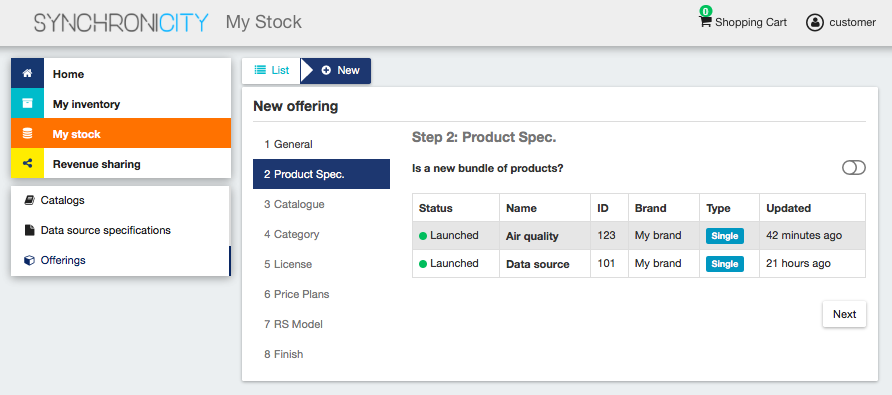 SYNCHRONICITY My Stock
0
Shopping Cart
customer
Home
My inventory
My stock
Revenue sharing
Catalogs
Data source specifications
Offerings
List
New
New offering
1 General
2 Product Spec.
3 Catalogue
4 Category
5 License
6 Price Plans
7 RS Model
8 Finish
Step 2: Product Spec.
Is a new bundle of products?
Status Name ID Brand Type Updated
Launched Air quality 123 My brand Single 42 minutes ago
Launched Data source 101 My brand Single 21 hours ago
Next